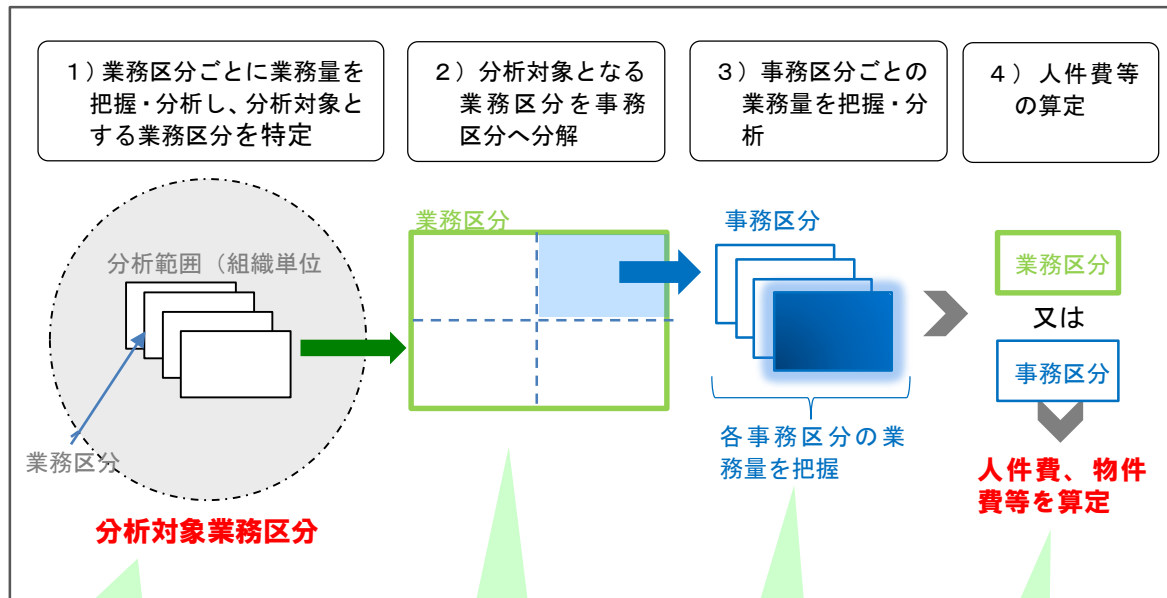 1）業務区分ごとに業務量を
把握・分析し、分析対象と
する業務区分を特定
2）分析対象となる
業務区分を事務
区分へ分解
3）事務区分ごとの
業務量を把握・分
析
4）人件費等
の算定
分析範囲（組織単位
業務区分
分析対象業務区分
業務区分
事務区分
各事務区分の業
務量を把握
業務区分
又は
事務区分
人件費、物件
費等を算定